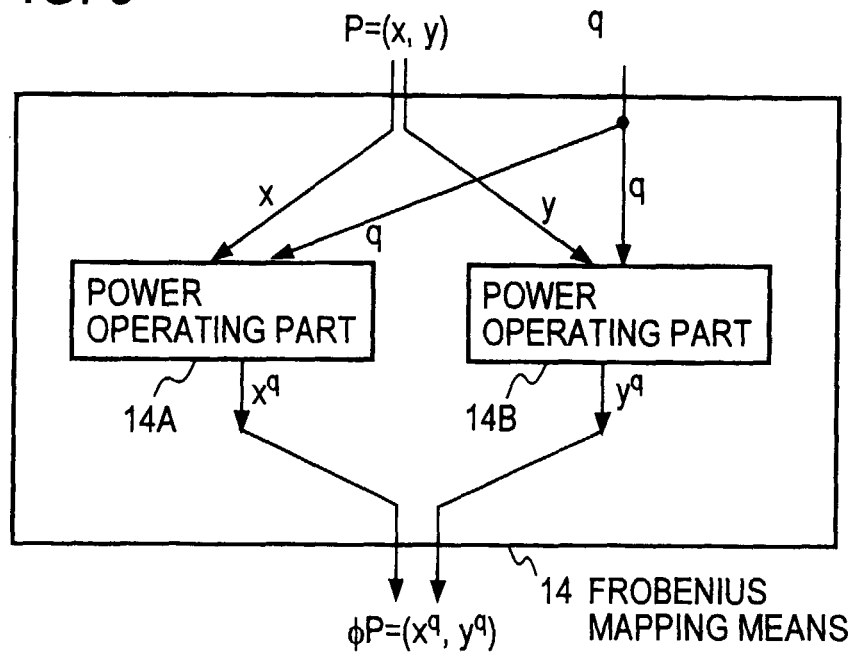 P=(x, y)
q
x
q
y
q
POWER
OPERATING PART
POWER
OPERATING PART
14A
x^q
14B
y^q
14 FROBENIUS
MAPPING MEANS
ϕP=(x^q, y^q)